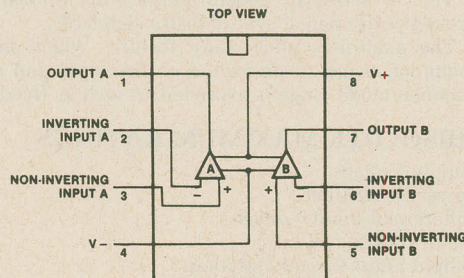 TOP VIEW
OUTPUT A
1
8
V+
INVERTING
INPUT A
2
7
OUTPUT B
A
B
NON-INVERTING
INPUT A
3
−
+
+
−
6
INVERTING
INPUT B
V−
4
5
NON-INVERTING
INPUT B